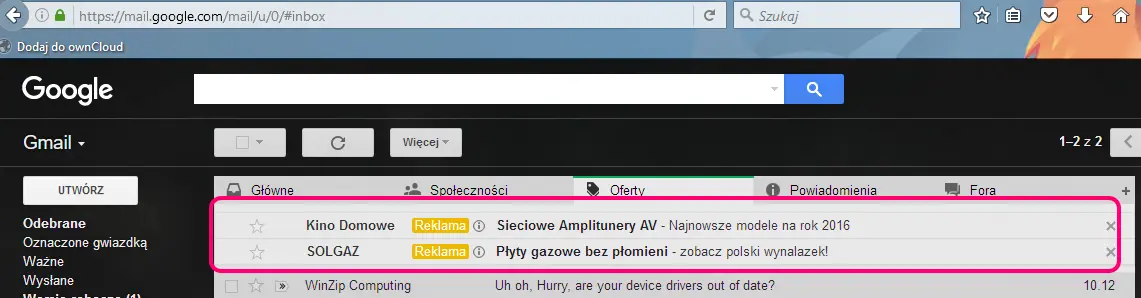 https://mail.google.com/mail/u/0/#inbox
Szukaj
Dodaj do ownCloud
Google
Gmail
Więcej
1–2 z 2
UTWÓRZ
Główne
Społeczności
Oferty
Powiadomienia
Fora
+
Odebrane
Oznaczone gwiazdką
Ważne
Wysłane
Wersje robocze (1)
Kino Domowe Reklama Sieciowe Amplitunery AV - Najnowsze modele na rok 2016
SOLGAZ Reklama Płyty gazowe bez płomieni - zobacz polski wynalazek!
WinZip Computing Uh oh, Hurry, are your device drivers out of date? 10.12